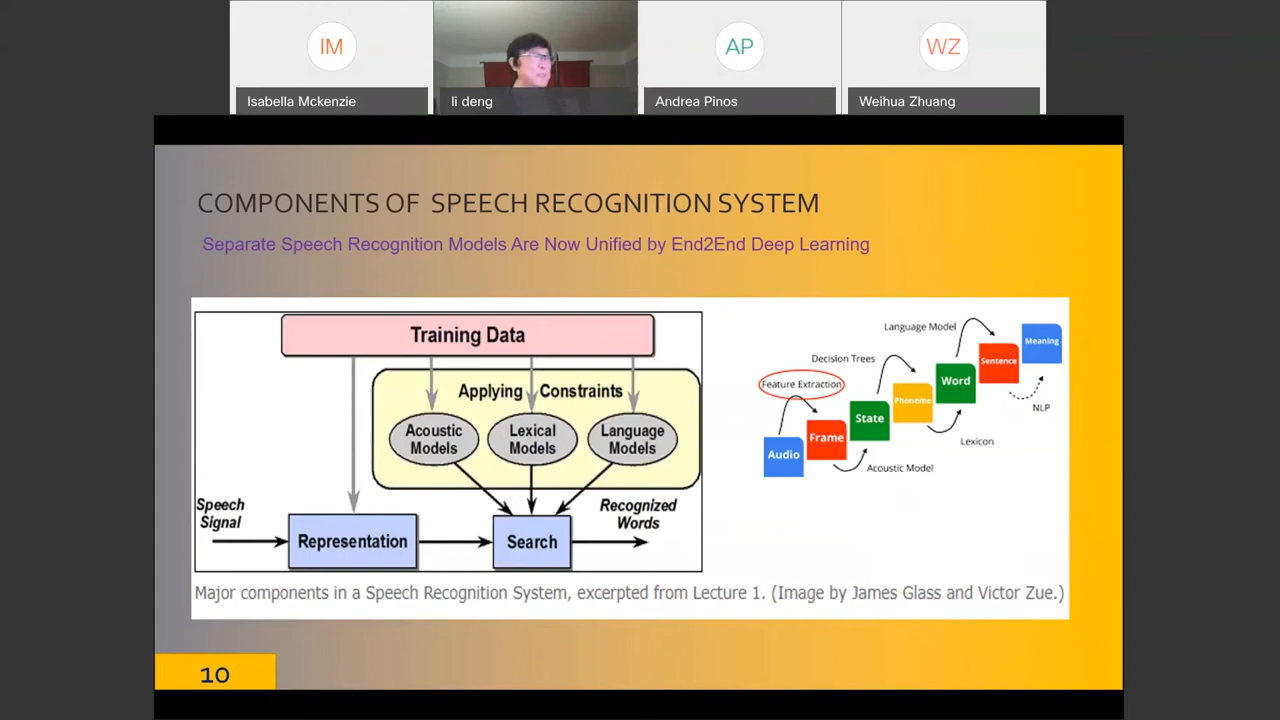 IM
AP
WZ
Isabella Mckenzie
li deng
Andrea Pinos
Weihua Zhuang
COMPONENTS OF SPEECH RECOGNITION SYSTEM
Separate Speech Recognition Models Are Now Unified by End2End Deep Learning
Training Data
Applying Constraints
Acoustic
Models
Lexical
Models
Language
Models
Speech
Signal
Representation
Search
Recognized
Words
Language Model
Meaning
Decision Trees
Sentence
Feature Extraction
Word
Phoneme
NLP
State
Frame
Lexicon
Audio
Acoustic Model
Major components in a Speech Recognition System, excerpted from Lecture 1. (Image by James Glass and Victor Zue.)
10